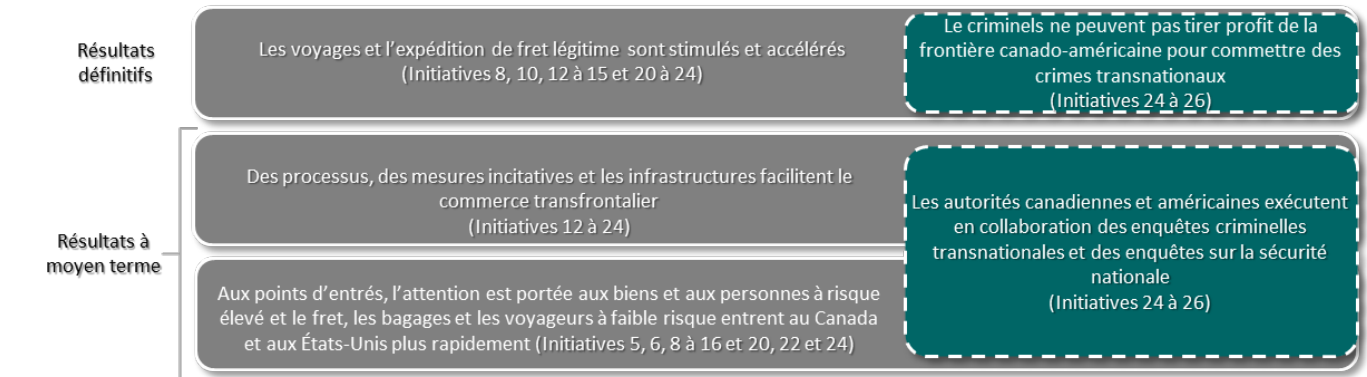 Résultats
définitifs
Les voyages et l’expédition de fret légitime sont stimulés et accélérés
(Initiatives 8, 10, 12 à 15 et 20 à 24)
Le criminels ne peuvent pas tirer profit de la
frontière canado-américaine pour commettre des
crimes transnationaux
(Initiatives 24 à 26)
Résultats à
moyen terme
Des processus, des mesures incitatives et les infrastructures facilitent le
commerce transfrontalier
(Initiatives 12 à 24)
Aux points d’entrés, l’attention est portée aux biens et aux personnes à risque
élevé et le fret, les bagages et les voyageurs à faible risque entrent au Canada
et aux États-Unis plus rapidement (Initiatives 5, 6, 8 à 16 et 20, 22 et 24)
Les autorités canadiennes et américaines exécutent
en collaboration des enquêtes criminelles
transnationales et des enquêtes sur la sécurité
nationale
(Initiatives 24 à 26)